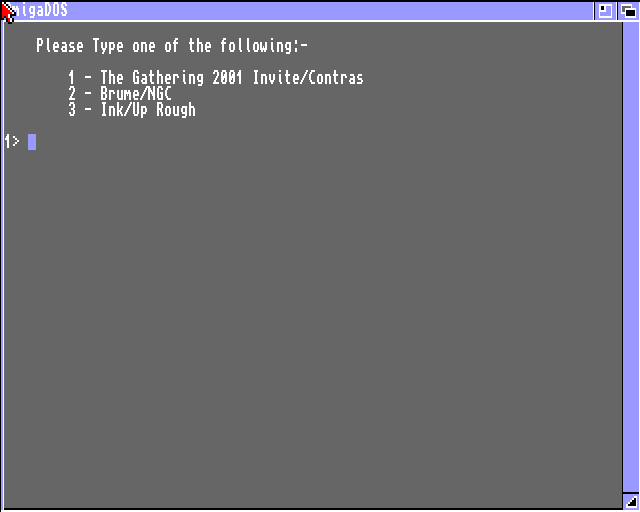 migaDOS
Please Type one of the following:-
1 - The Gathering 2001 Invite/Contras
2 - Brume/NGC
3 - Ink/Up Rough
1>